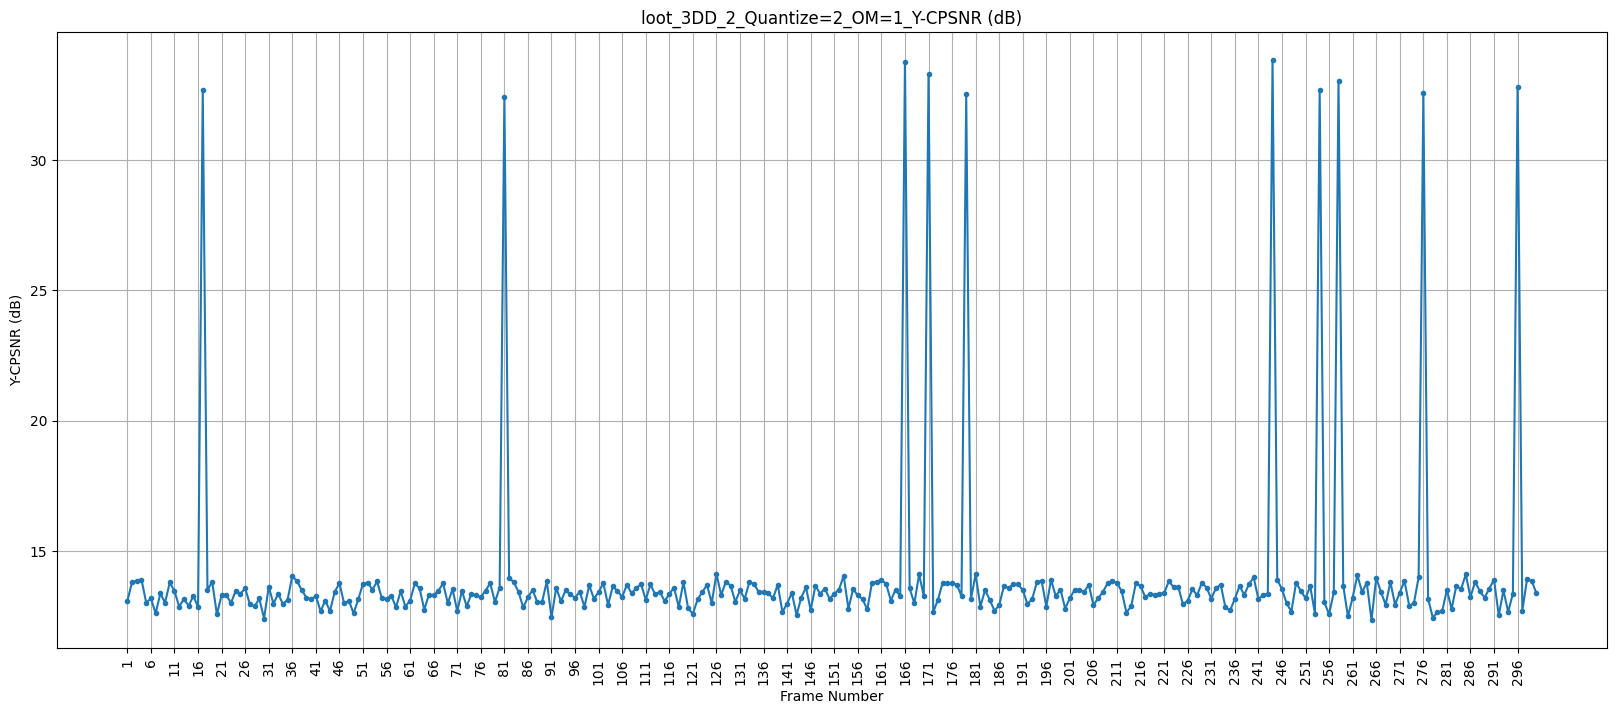 loot_3DD_2_Quantize=2_OM=1_Y-CPSNR (dB)
Y-CPSNR (dB)
30
25
20
15
1 6 11 16 21 26 31 36 41 46 51 56 61 66 71 76 81 86 91 96 101 106 111 116 121 126 131 136 141 146 151 156 161 166 171 176 181 186 191 196 201 206 211 216 221 226 231 236 241 246 251 256 261 266 271 276 281 286 291 296
Frame Number